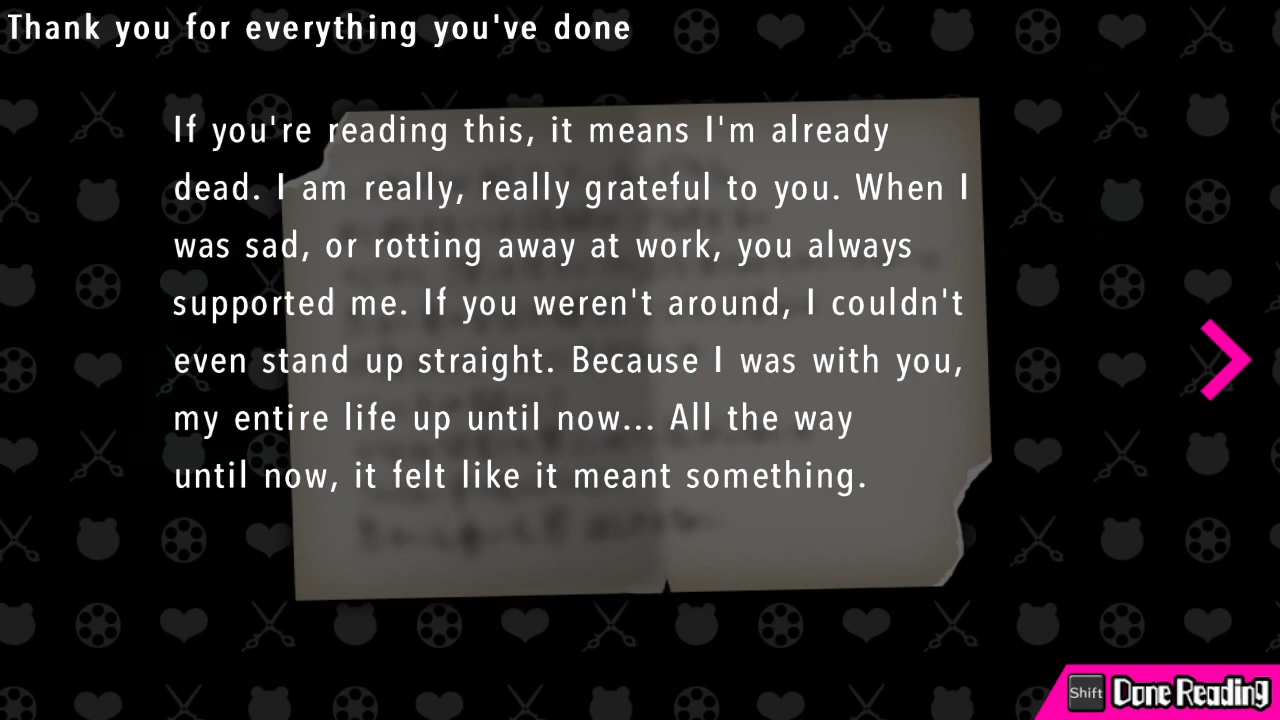 Thank you for everything you've done
If you're reading this, it means I'm already
dead. I am really, really grateful to you. When I
was sad, or rotting away at work, you always
supported me. If you weren't around, I couldn't
even stand up straight. Because I was with you,
my entire life up until now... All the way
until now, it felt like it meant something.
Shift Done Reading